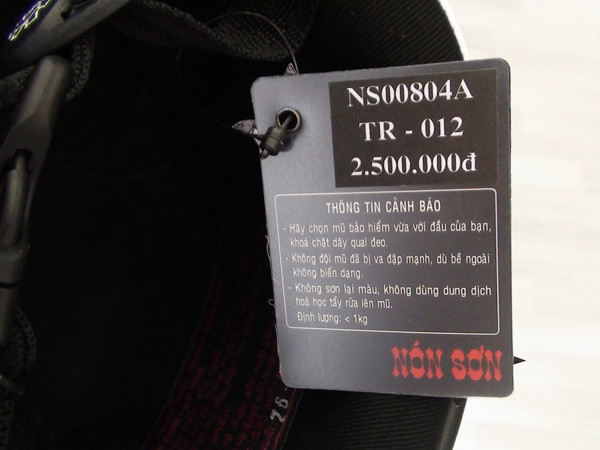 NS00804A
TR - 012
2.500.000đ
THÔNG TIN CẢNH BÁO
- Hãy chọn mũ bảo hiểm vừa với đầu của bạn,
khoá chặt dây quai đeo.
- Không đội mũ đã bị va đập mạnh, dù bề ngoài
không biến dạng.
- Không sơn lại màu, không dùng dung dịch
hoá học tẩy rửa lên mũ.
Định lượng: < 1kg
NÓN SƠN